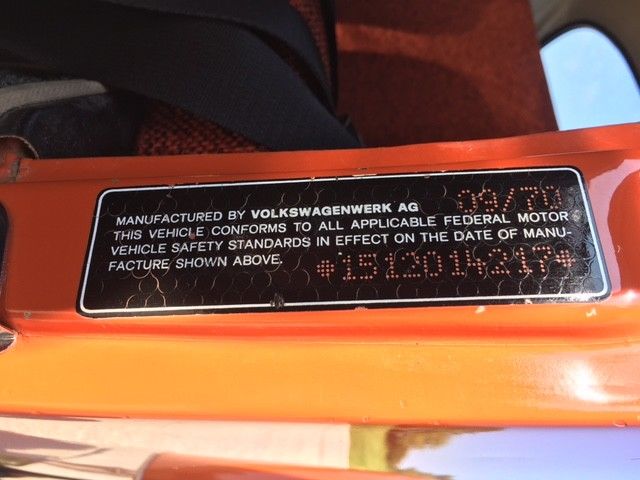 MANUFACTURED BY VOLKSWAGENWERK AG 09/70
THIS VEHICLE CONFORMS TO ALL APPLICABLE FEDERAL MOTOR
VEHICLE SAFETY STANDARDS IN EFFECT ON THE DATE OF MANU-
FACTURE SHOWN ABOVE. *1512014217*